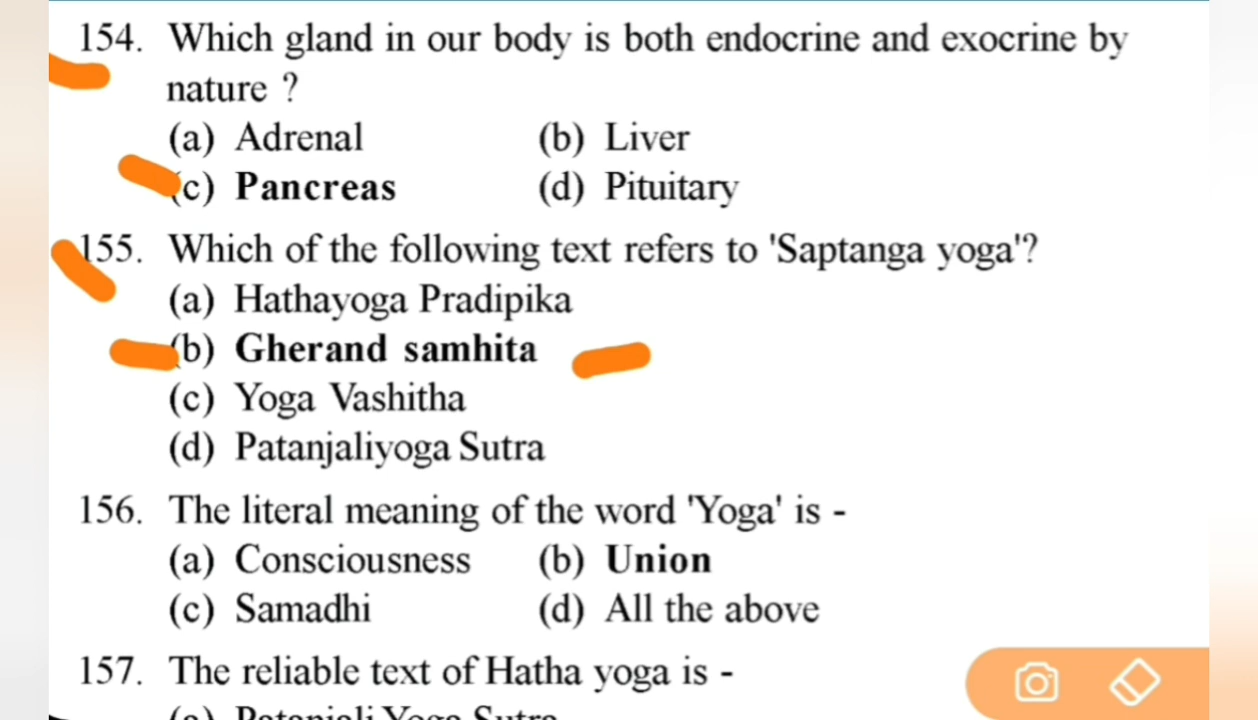 154. Which gland in our body is both endocrine and exocrine by
nature ?
(a) Adrenal (b) Liver
(c) Pancreas (d) Pituitary
155. Which of the following text refers to 'Saptanga yoga'?
(a) Hathayoga Pradipika
(b) Gherand samhita
(c) Yoga Vashitha
(d) Patanjaliyoga Sutra
156. The literal meaning of the word 'Yoga' is -
(a) Consciousness (b) Union
(c) Samadhi (d) All the above
157. The reliable text of Hatha yoga is -
(a) Patanjali Yoga Sutra